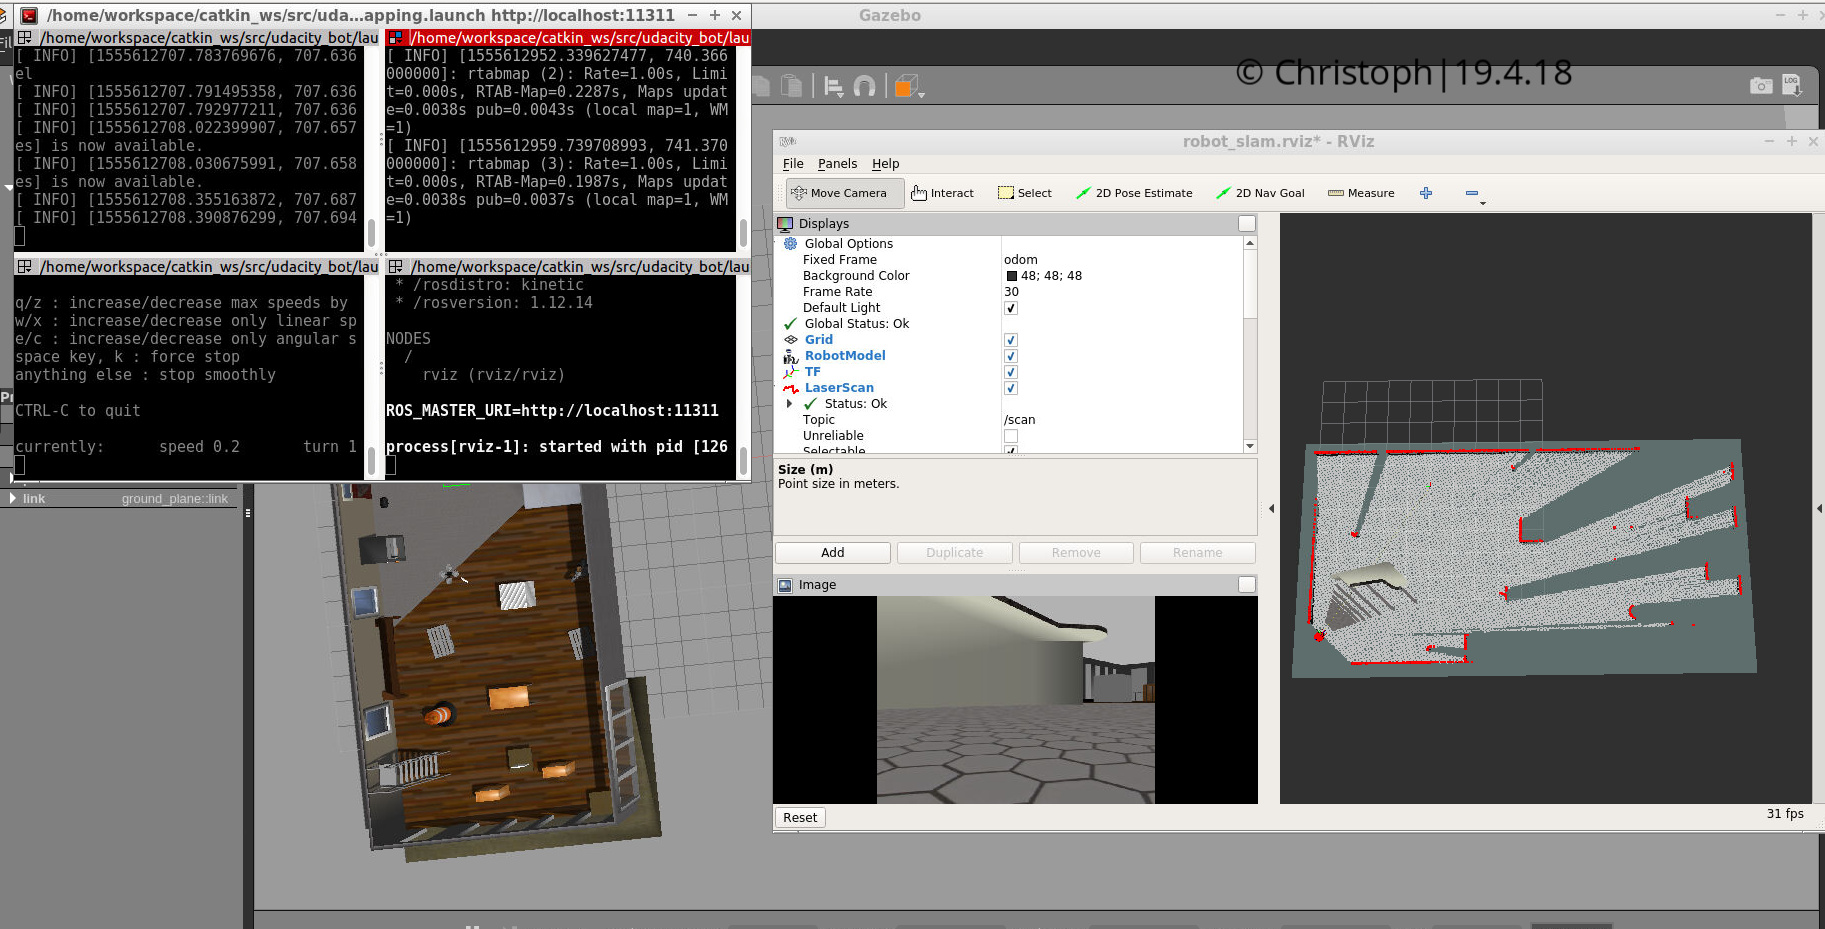 /home/workspace/catkin_ws/src/uda...apping.launch http://localhost:11311
Gazebo
/home/workspace/catkin_ws/src/udacity_bot/lau
[ INFO] [1555612707.783769676, 707.636
el
[ INFO] [1555612707.791495358, 707.636
[ INFO] [1555612707.792977211, 707.636
[ INFO] [1555612708.022399907, 707.657
es] is now available.
[ INFO] [1555612708.030675991, 707.658
es] is now available.
[ INFO] [1555612708.355163872, 707.687
[ INFO] [1555612708.390876299, 707.694
/home/workspace/catkin_ws/src/udacity_bot/lau
[ INFO] [1555612952.339627477, 740.366
000000]: rtabmap (2): Rate=1.00s, Limi
t=0.000s, RTAB-Map=0.2287s, Maps updat
e=0.0038s pub=0.0043s (local map=1, WM
=1)
[ INFO] [1555612959.739708993, 741.370
000000]: rtabmap (3): Rate=1.00s, Limi
t=0.000s, RTAB-Map=0.1987s, Maps updat
e=0.0038s pub=0.0037s (local map=1, WM
=1)
/home/workspace/catkin_ws/src/udacity_bot/lau
q/z : increase/decrease max speeds by
w/x : increase/decrease only linear sp
e/c : increase/decrease only angular s
space key, k : force stop
anything else : stop smoothly
CTRL-C to quit
currently: speed 0.2 turn 1
/home/workspace/catkin_ws/src/udacity_bot/lau
* /rosdistro: kinetic
* /rosversion: 1.12.14
NODES
/
rviz (rviz/rviz)
ROS_MASTER_URI=http://localhost:11311
process[rviz-1]: started with pid [126
link ground_plane::link
© Christoph|19.4.18
LOG
robot_slam.rviz* - RViz
File Panels Help
Move Camera Interact Select 2D Pose Estimate 2D Nav Goal Measure
Displays
Global Options
Fixed Frame odom
Background Color 48; 48; 48
Frame Rate 30
Default Light
Global Status: Ok
Grid
RobotModel
TF
LaserScan
Status: Ok
Topic /scan
Unreliable
Selectable
Size (m)
Point size in meters.
Add Duplicate Remove Rename
Image
Reset
31 fps